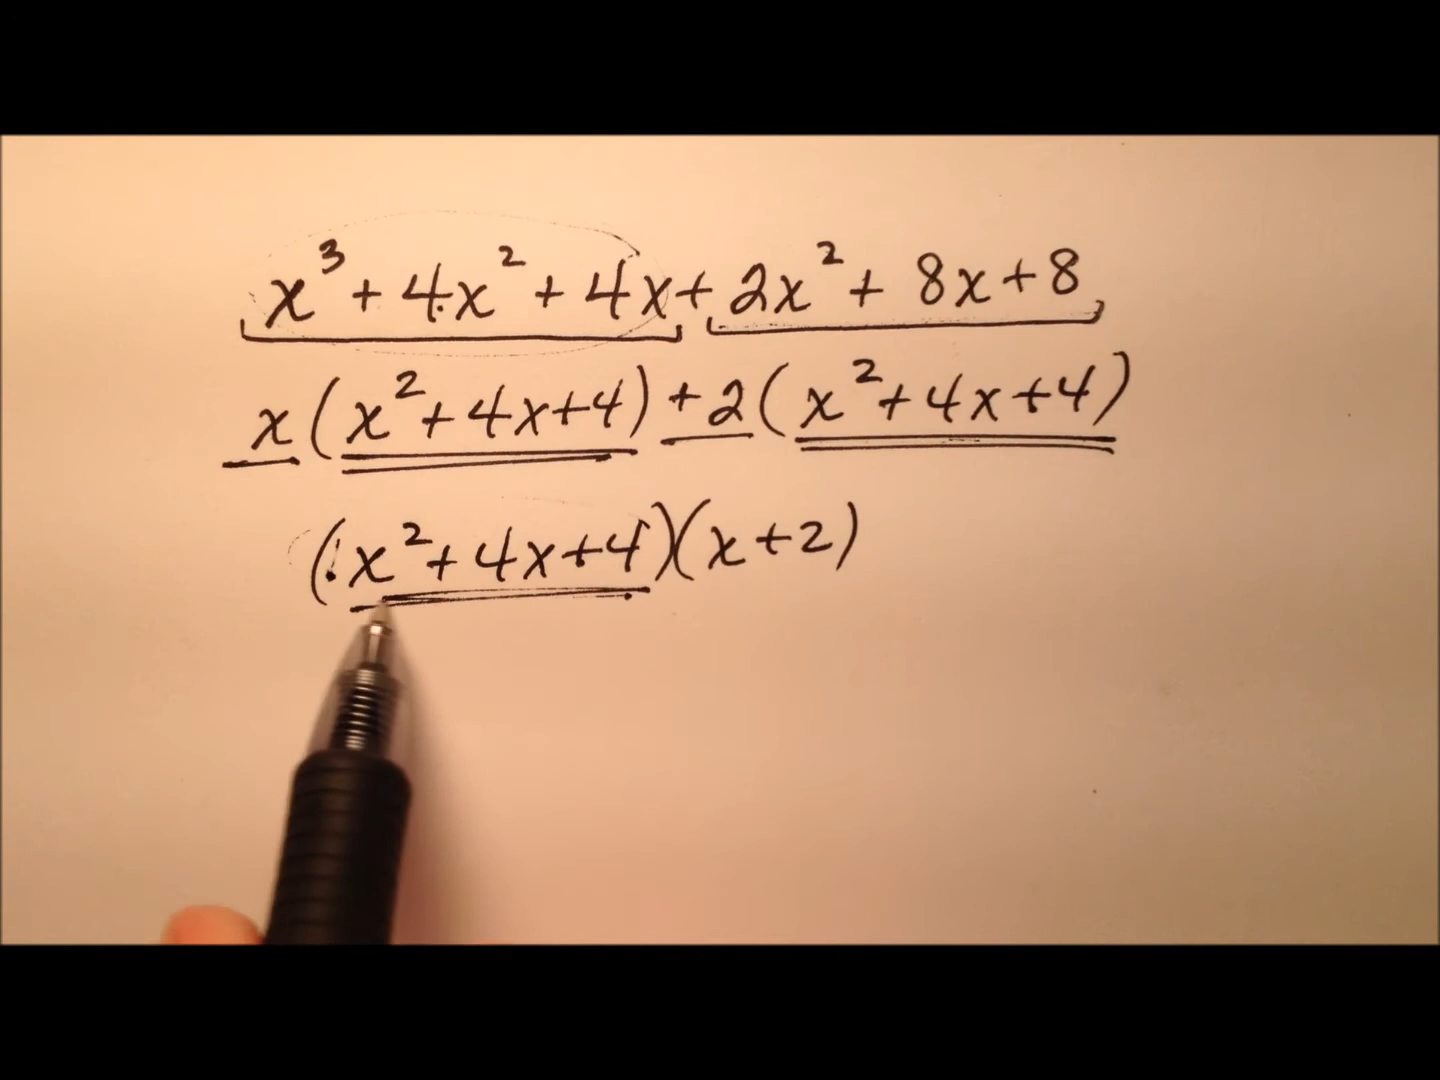 x³ + 4x² + 4x + 2x² + 8x + 8
x(x² + 4x + 4) + 2(x² + 4x + 4)
(x² + 4x + 4)(x + 2)